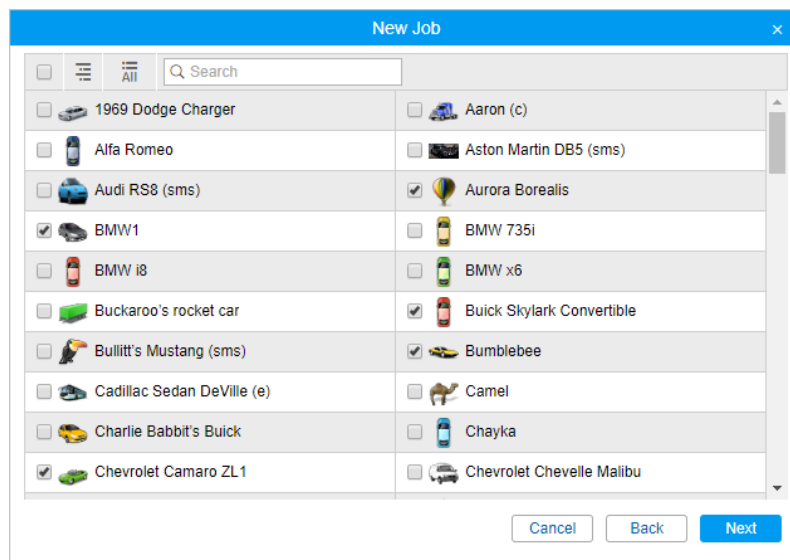 New Job ×
All Search
1969 Dodge Charger Aaron (c)
Alfa Romeo Aston Martin DB5 (sms)
Audi RS8 (sms) Aurora Borealis
BMW1 BMW 735i
BMW i8 BMW x6
Buckaroo's rocket car Buick Skylark Convertible
Bullitt's Mustang (sms) Bumblebee
Cadillac Sedan DeVille (e) Camel
Charlie Babbit's Buick Chayka
Chevrolet Camaro ZL1 Chevrolet Chevelle Malibu
Cancel Back Next